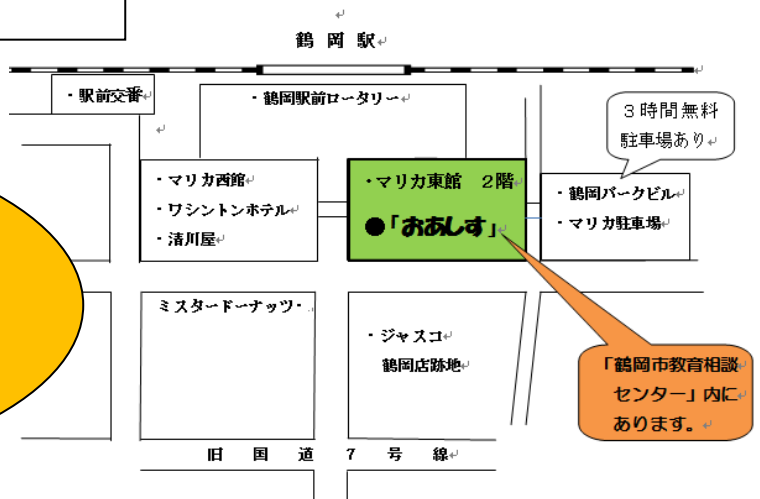 鶴 岡 駅
・駅前交番
・鶴岡駅前ロータリー
３時間無料
駐車場あり
・マリカ西館
・ワシントンホテル
・清川屋
・マリカ東館　２階
●「おあしす」
・鶴岡パークビル
・マリカ駐車場
ミスタードーナッツ・
・ジャスコ
鶴岡店跡地
「鶴岡市教育相談
センター」内に
あります。
旧 国 道 ７ 号 線